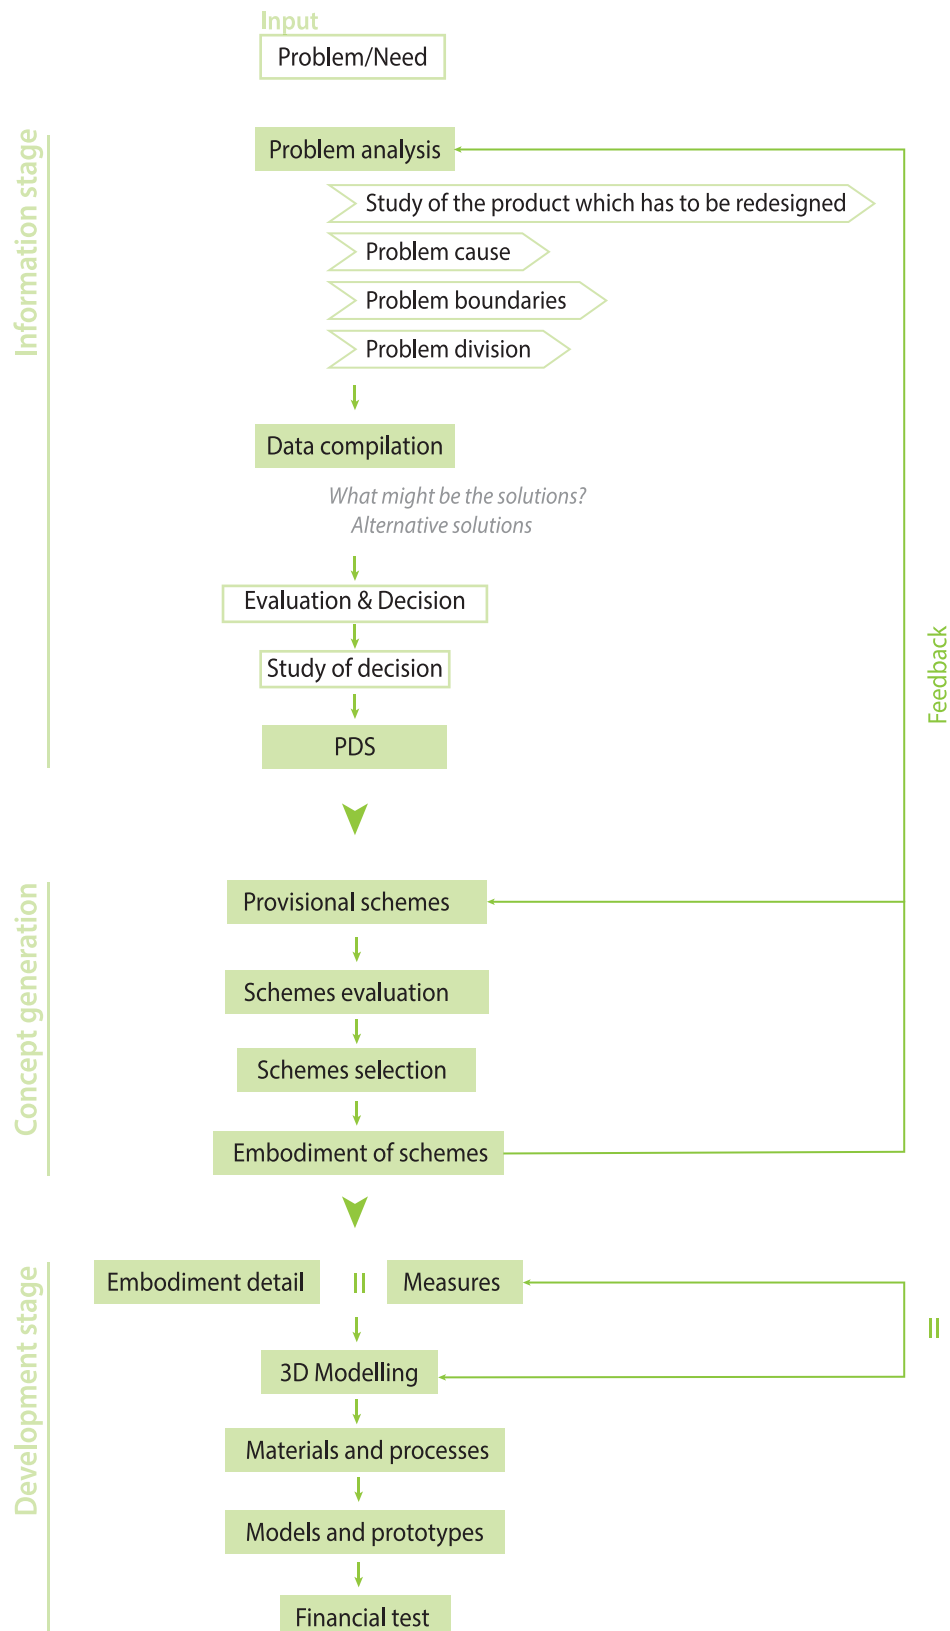 Input
Problem/Need
Information stage
Problem analysis
Study of the product which has to be redesigned
Problem cause
Problem boundaries
Problem division
Data compilation
What might be the solutions?
Alternative solutions
Evaluation & Decision
Study of decision
PDS
Feedback
Concept generation
Provisional schemes
Schemes evaluation
Schemes selection
Embodiment of schemes
Development stage
Embodiment detail
Measures
3D Modelling
Materials and processes
Models and prototypes
Financial test